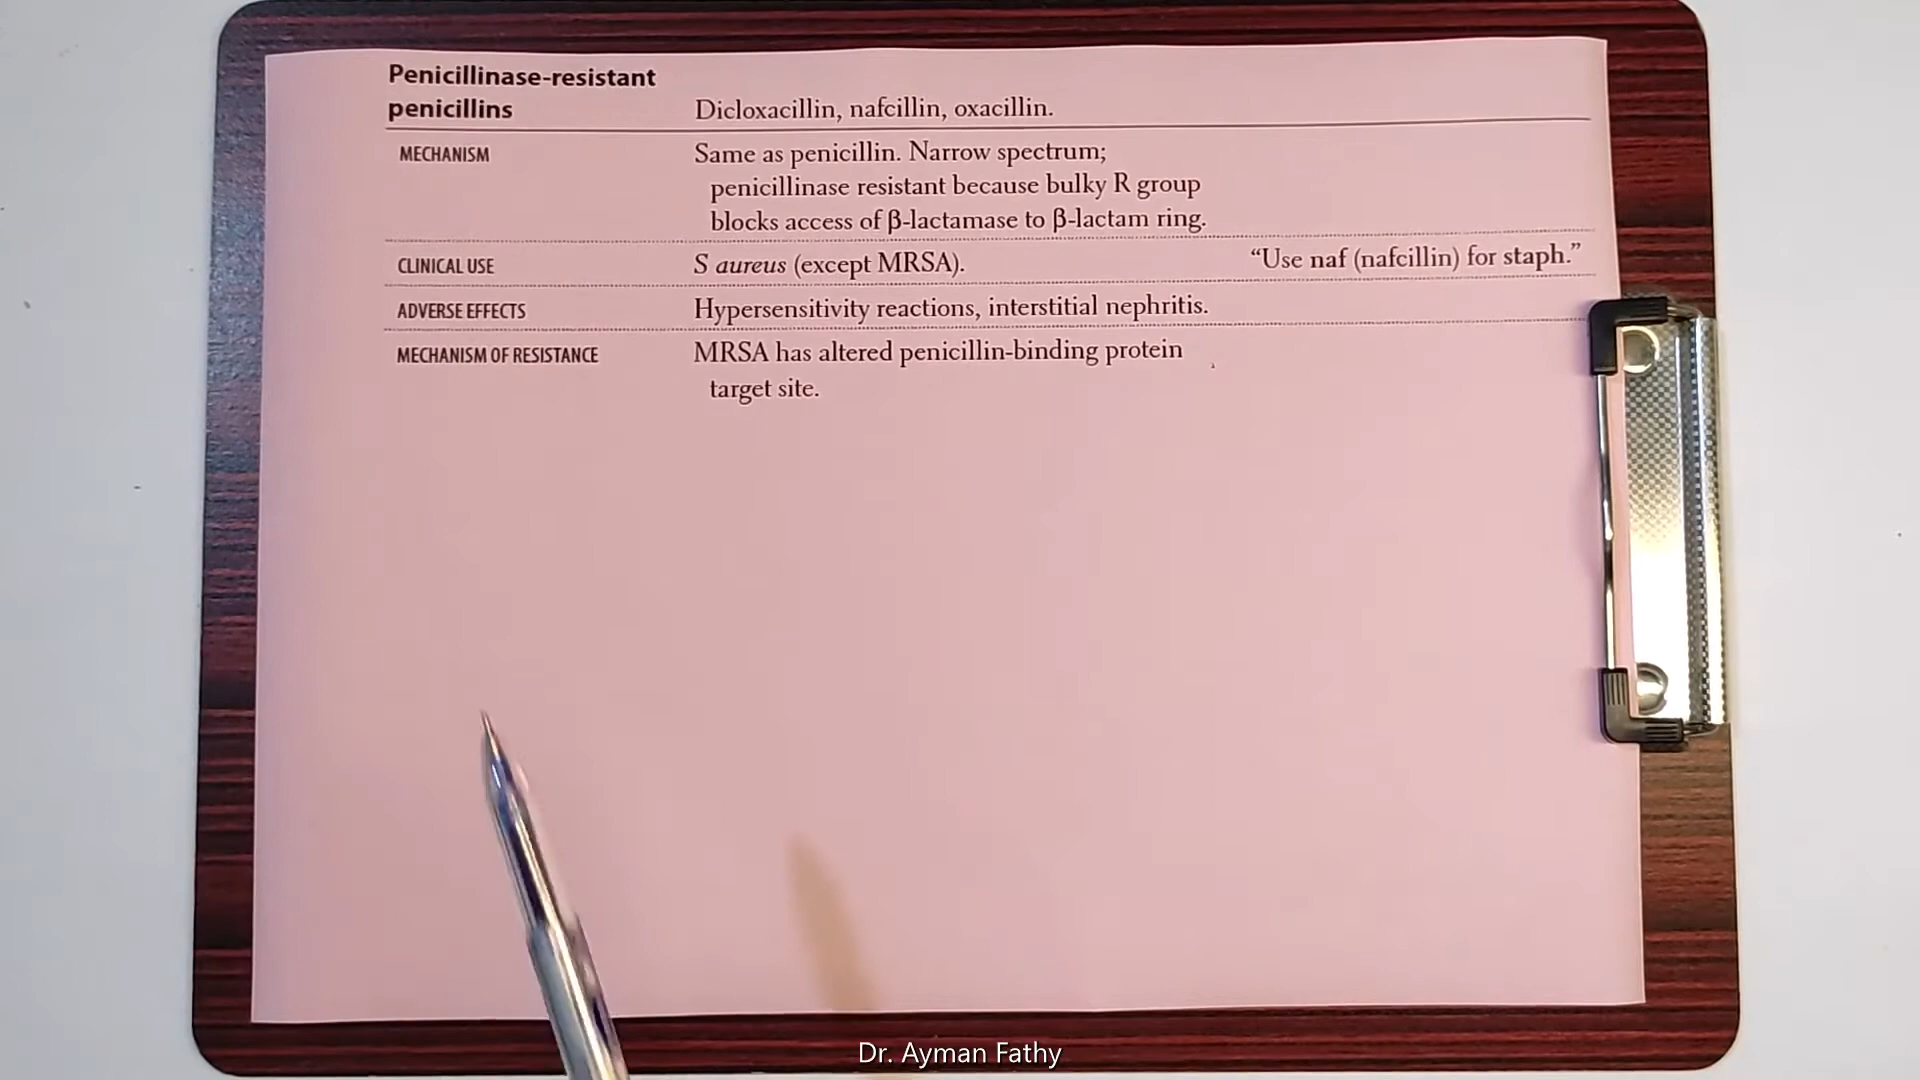 Penicillinase-resistant
penicillins
Dicloxacillin, nafcillin, oxacillin.
MECHANISM
Same as penicillin. Narrow spectrum;
penicillinase resistant because bulky R group
blocks access of β-lactamase to β-lactam ring.
CLINICAL USE
S aureus (except MRSA).
“Use naf (nafcillin) for staph.”
ADVERSE EFFECTS
Hypersensitivity reactions, interstitial nephritis.
MECHANISM OF RESISTANCE
MRSA has altered penicillin-binding protein
target site.
Dr. Ayman Fathy